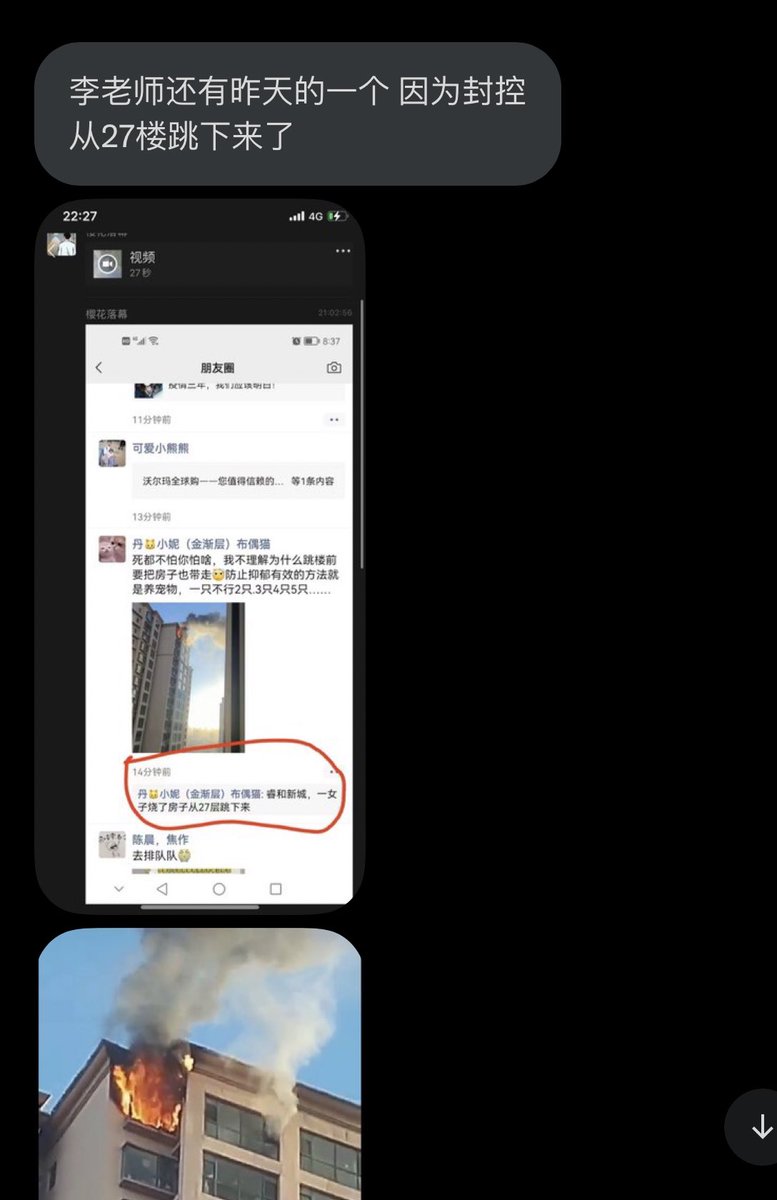 李老师还有昨天的一个 因为封控
从27楼跳下来了
22:27
4G
视频
27秒
樱花落幕
21:02:56
8:37
朋友圈
疫情三年，我们应该明白！
11分钟前
可爱小熊熊
沃尔玛全球购——您值得信赖的... 等1条内容
13分钟前
丹🐱小妮（金渐层）布偶猫
死都不怕你怕啥，我不理解为什么跳楼前
要把房子也带走😳防止抑郁有效的方法就
是养宠物，一只不行2只.3只4只5只……
14分钟前
丹🐱小妮（金渐层）布偶猫: 睿和新城，一女
子烧了房子从27层跳下来
陈晨，焦作
去排队队